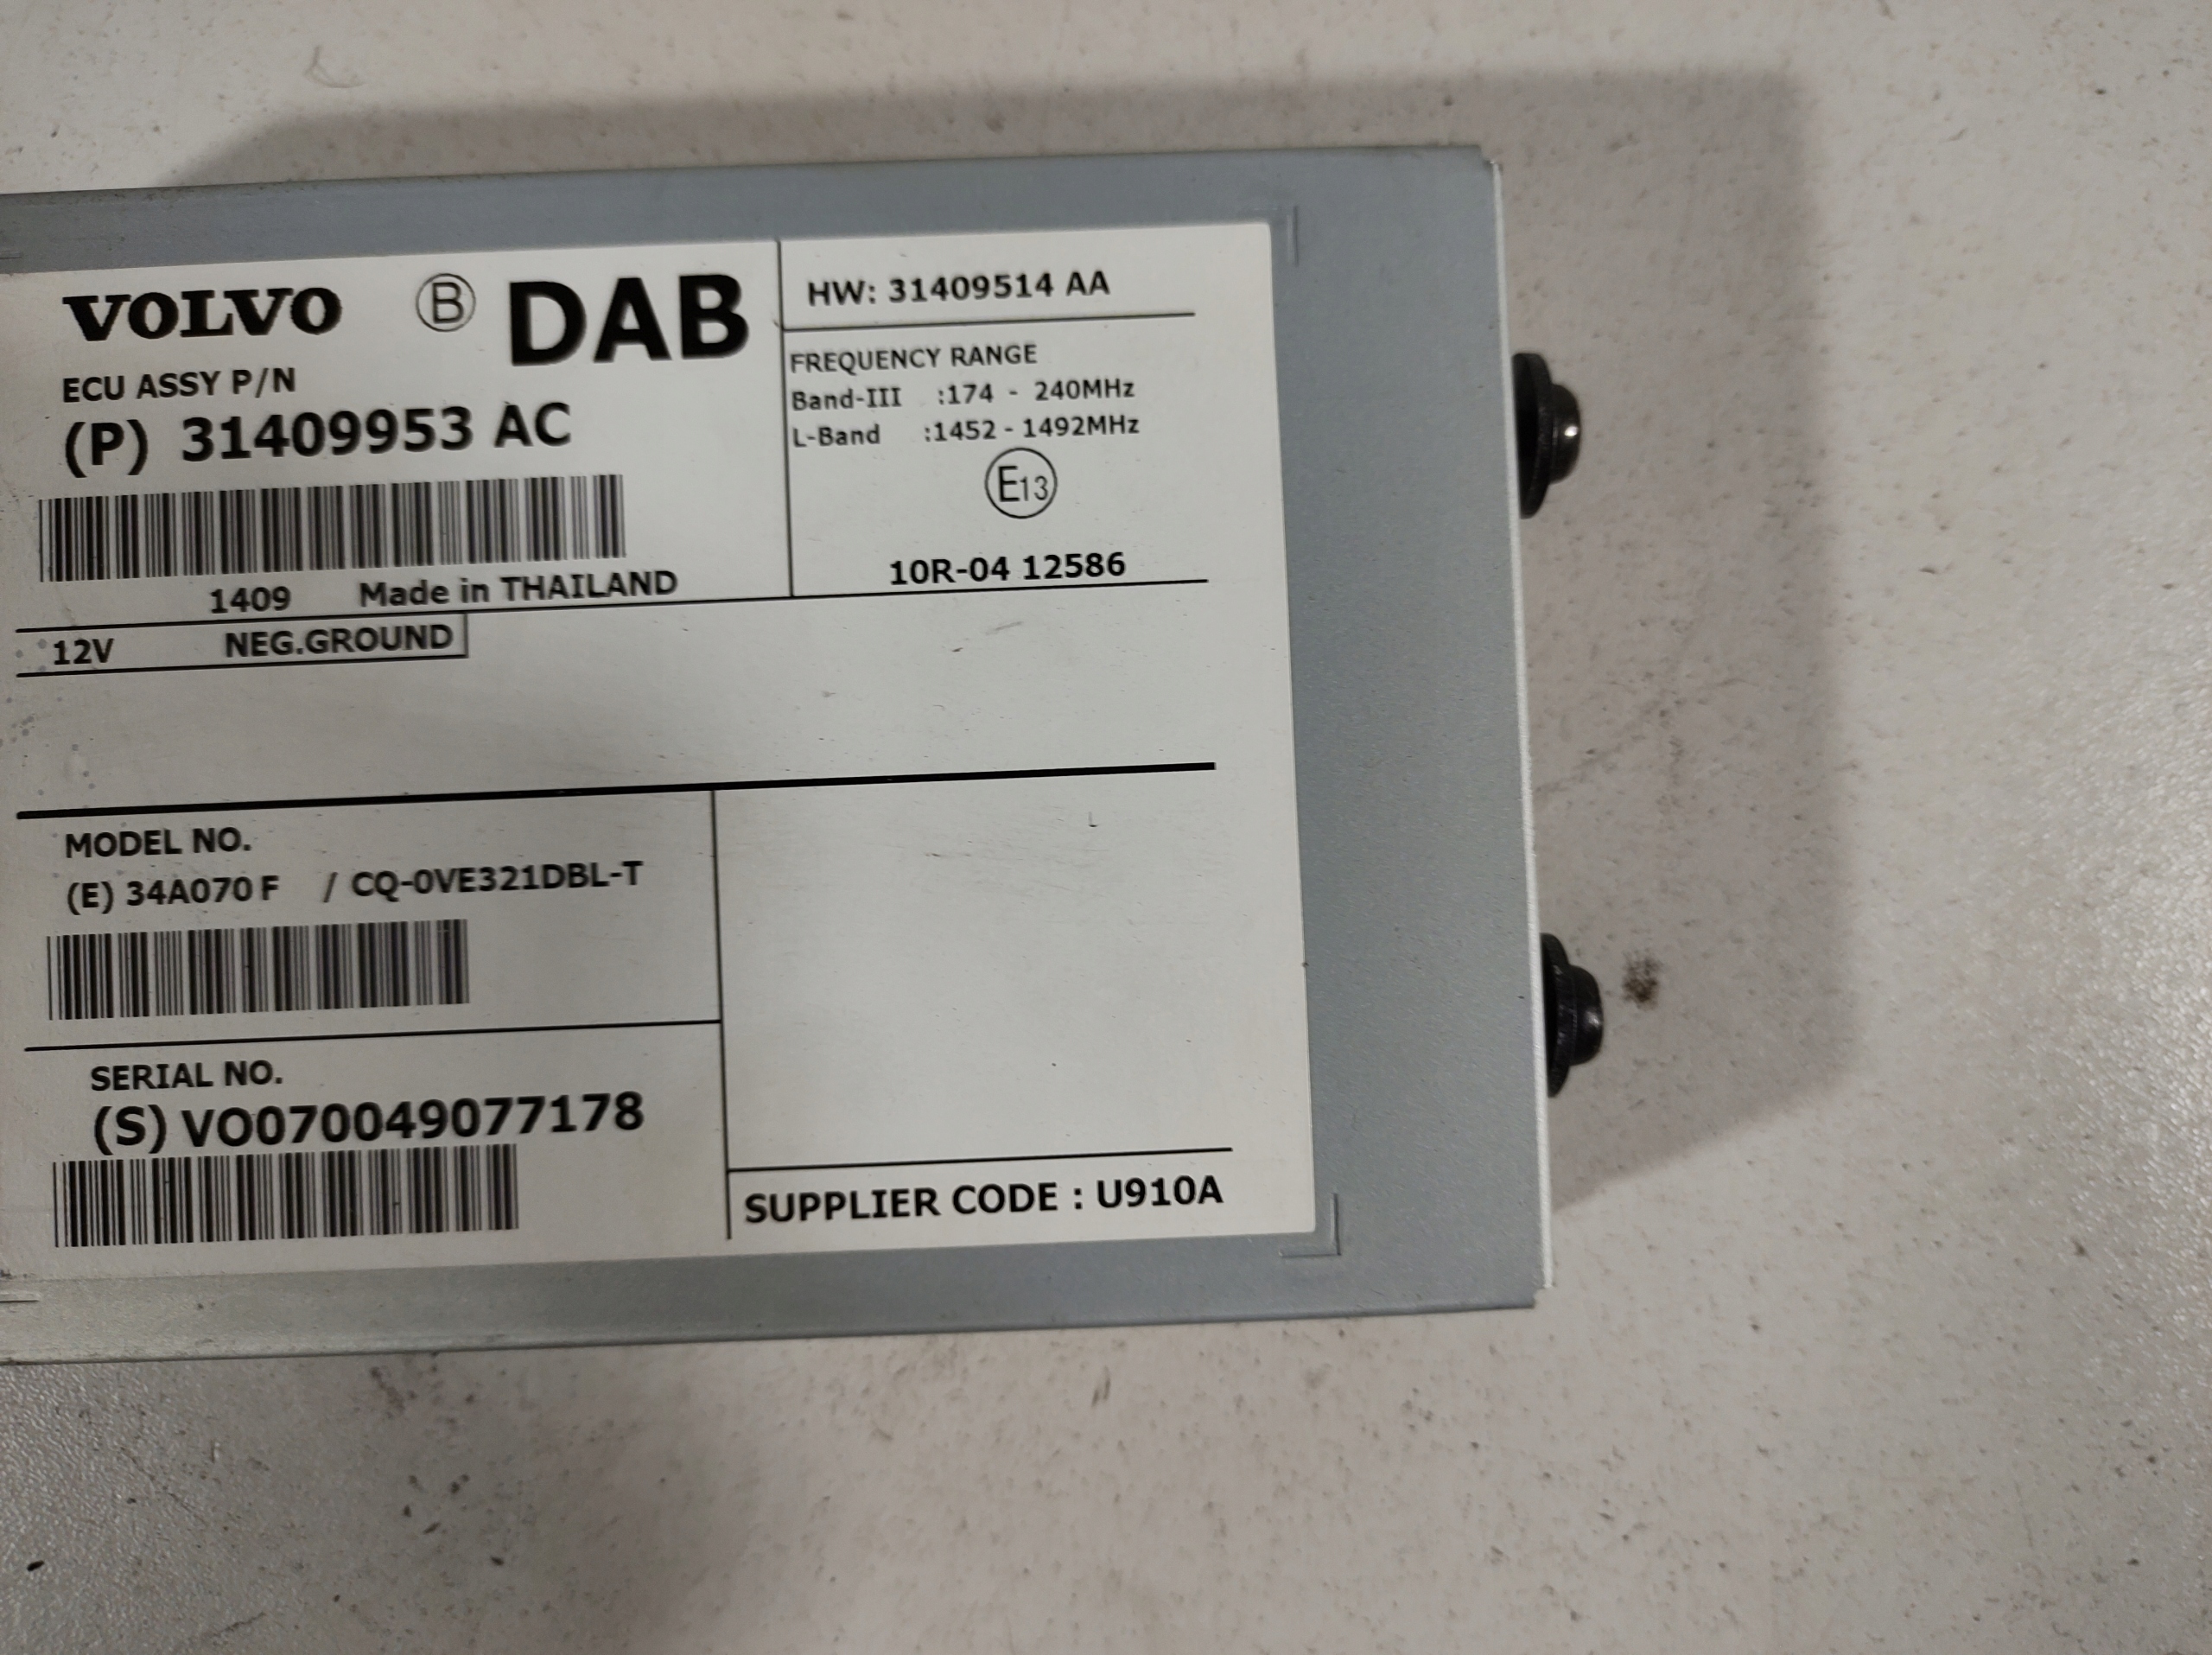 VOLVO Ⓑ DAB
ECU ASSY P/N
(P) 31409953 AC
1409 Made in THAILAND
HW: 31409514 AA
FREQUENCY RANGE
Band-III :174 - 240MHz
L-Band :1452 - 1492MHz
E13
10R-04 12586
12V NEG.GROUND
MODEL NO.
(E) 34A070 F / CQ-0VE321DBL-T
SERIAL NO.
(S) VO070049077178
SUPPLIER CODE : U910A